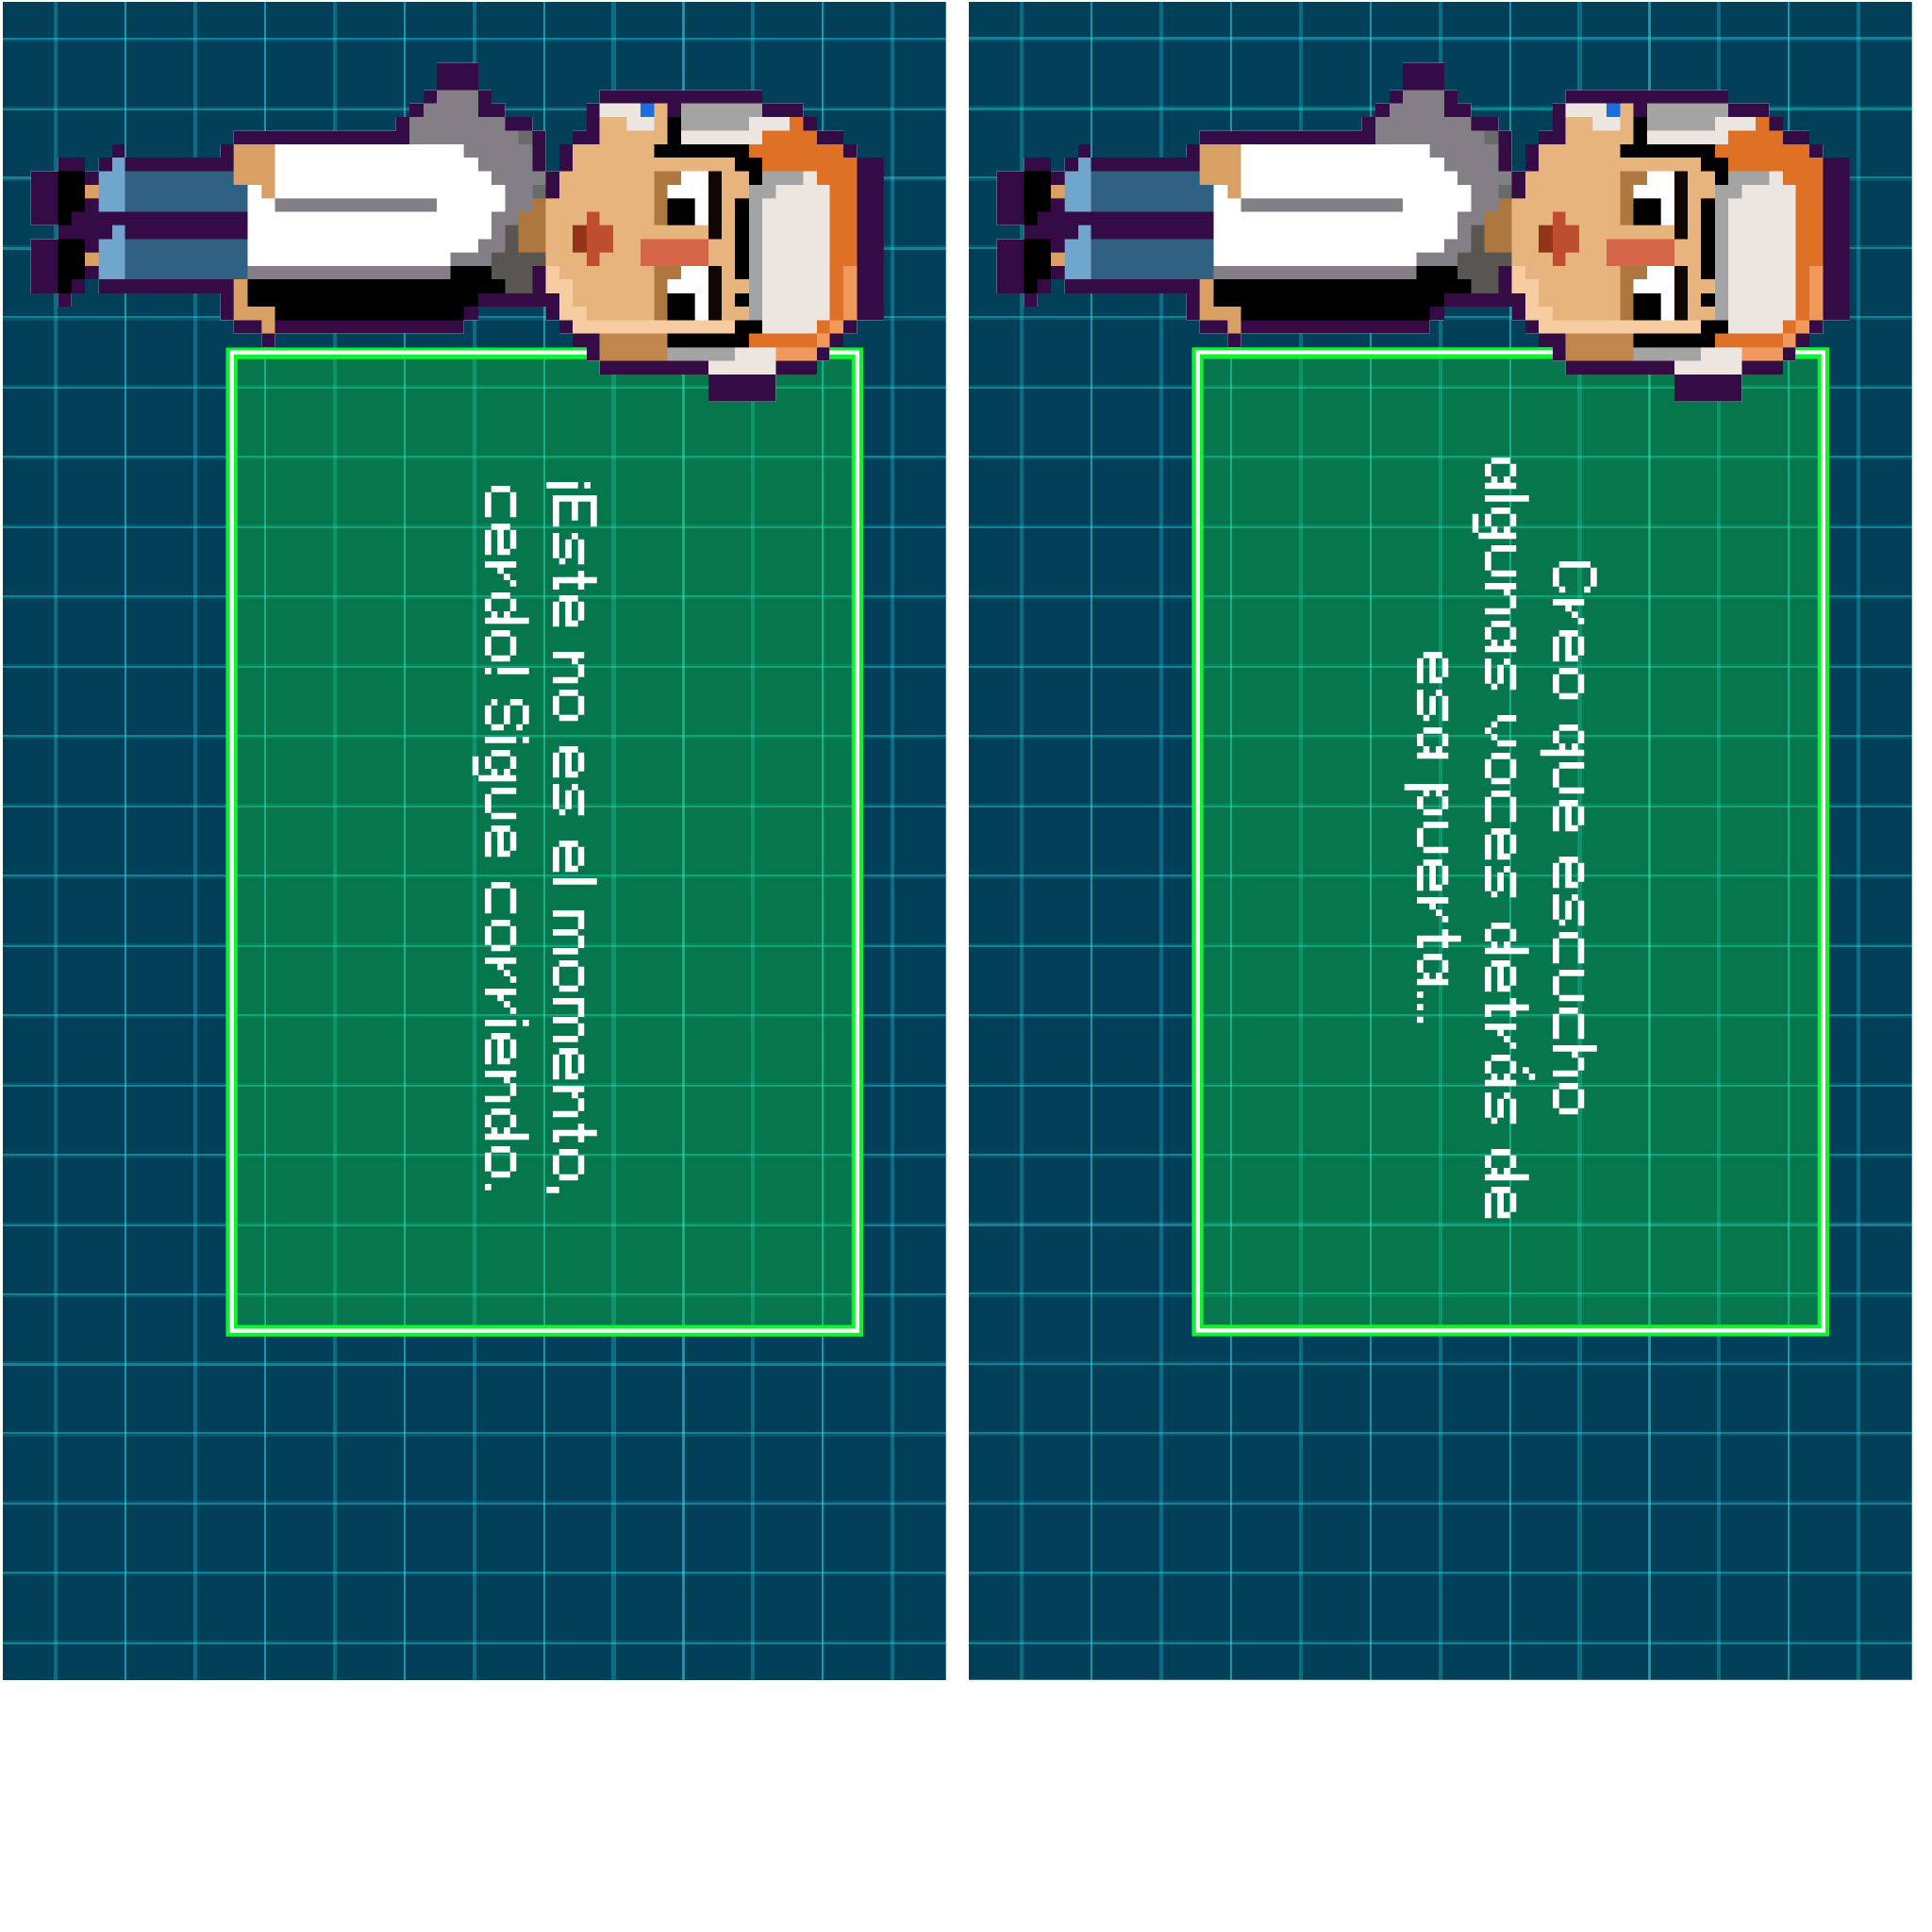 ¡Este no es el momento,
cerdo! Sigue corriendo.
Creo que escucho
algunas voces detrás de
esa puerta...